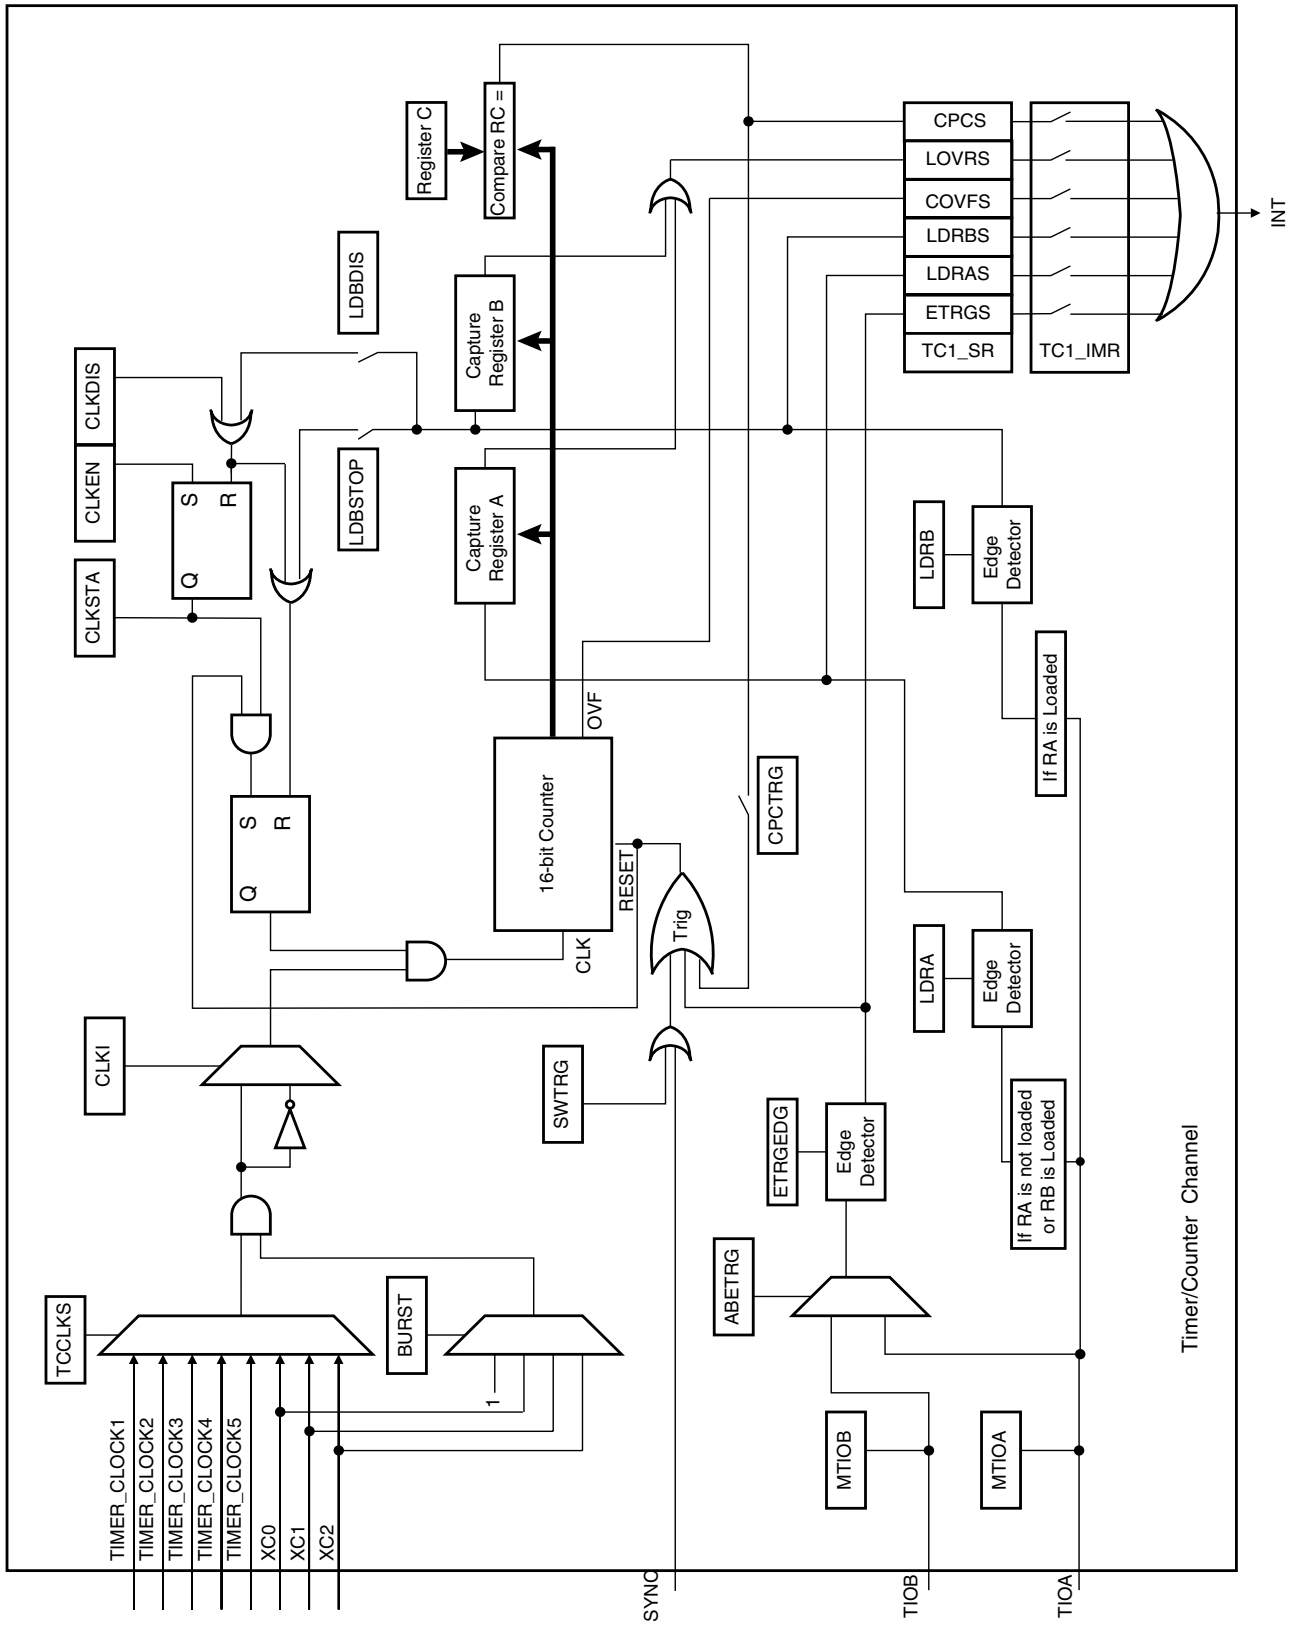 TCCLKS
TIMER_CLOCK1
TIMER_CLOCK2
TIMER_CLOCK3
TIMER_CLOCK4
TIMER_CLOCK5
XC0
XC1
XC2
CLKI
CLKSTA
CLKEN
CLKDIS
Q
S
R
Q
S
R
BURST
1
LDBSTOP
LDBDIS
Register C
Compare RC =
Capture
Register A
Capture
Register B
16-bit Counter
CLK
OVF
RESET
SWTRG
Trig
SYNC
CPCTRG
ABETRG
ETRGEDG
Edge
Detector
MTIOB
TIOB
MTIOA
TIOA
If RA is not loaded
or RB is Loaded
LDRA
Edge
Detector
If RA is Loaded
LDRB
Edge
Detector
CPCS
LOVRS
COVFS
LDRBS
LDRAS
ETRGS
TC1_SR
TC1_IMR
INT
Timer/Counter Channel